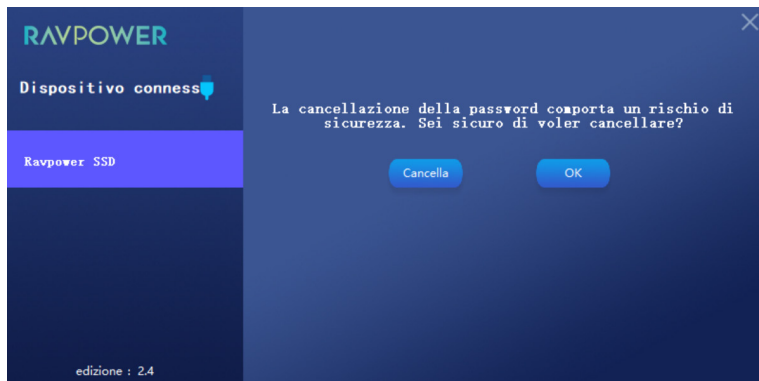 RAVPOWER
Dispositivo conness
La cancellazione della password comporta un rischio di
sicurezza. Sei sicuro di voler cancellare?
Ravpower SSD
Cancella
OK
edizione : 2.4